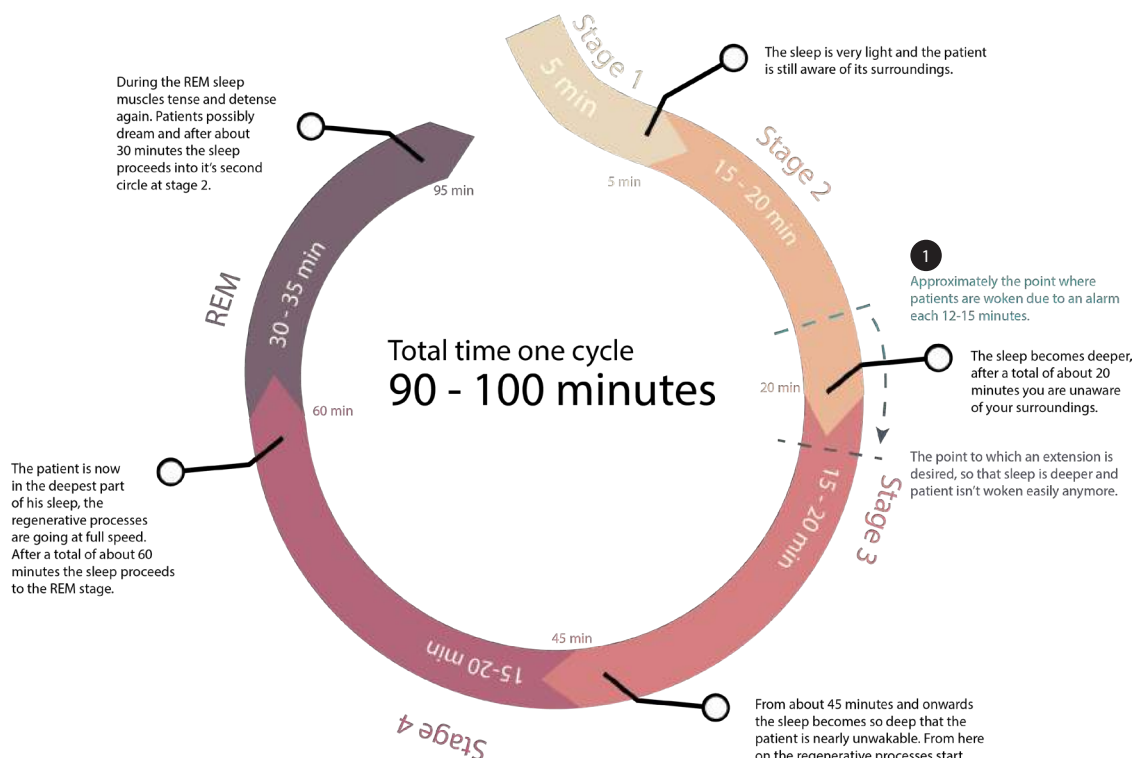 Stage 1
5 min
The sleep is very light and the patient
is still aware of its surroundings.
During the REM sleep
muscles tense and detense
again. Patients possibly
dream and after about
30 minutes the sleep
proceeds into it's second
circle at stage 2.
95 min
5 min
Stage 2
15 - 20 min
1
Approximately the point where
patients are woken due to an alarm
each 12-15 minutes.
REM
30 - 35 min
Total time one cycle
90 - 100 minutes
20 min
The sleep becomes deeper,
after a total of about 20
minutes you are unaware
of your surroundings.
60 min
The point to which an extension is
desired, so that sleep is deeper and
patient isn't woken easily anymore.
Stage 3
15 - 20 min
The patient is now
in the deepest part
of his sleep, the
regenerative processes
are going at full speed.
After a total of about 60
minutes the sleep proceeds
to the REM stage.
45 min
15-20 min
Stage 4
From about 45 minutes and onwards
the sleep becomes so deep that the
patient is nearly unwakable. From here
on the regenerative processes start